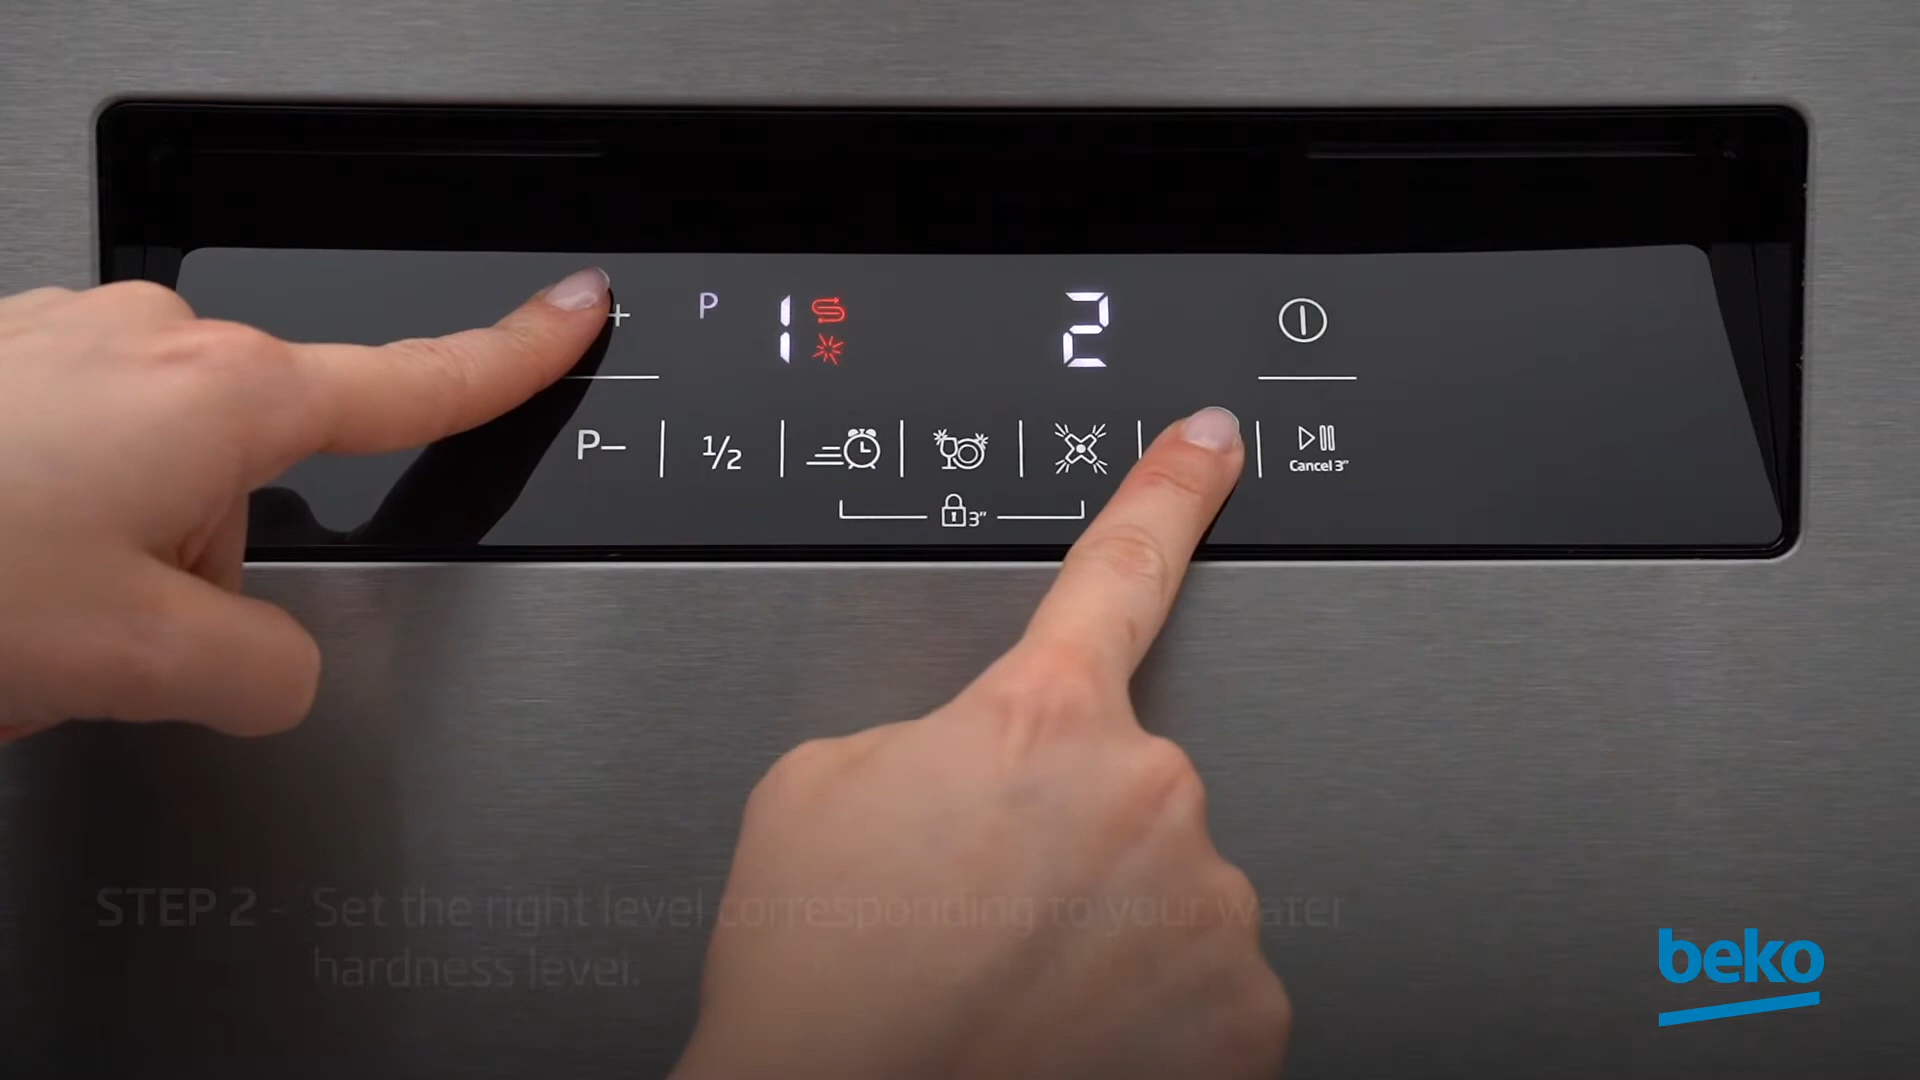 + P 1 2
P− ½ Cancel 3"
3"
STEP 2 - Set the right level corresponding to your water
hardness level.
beko